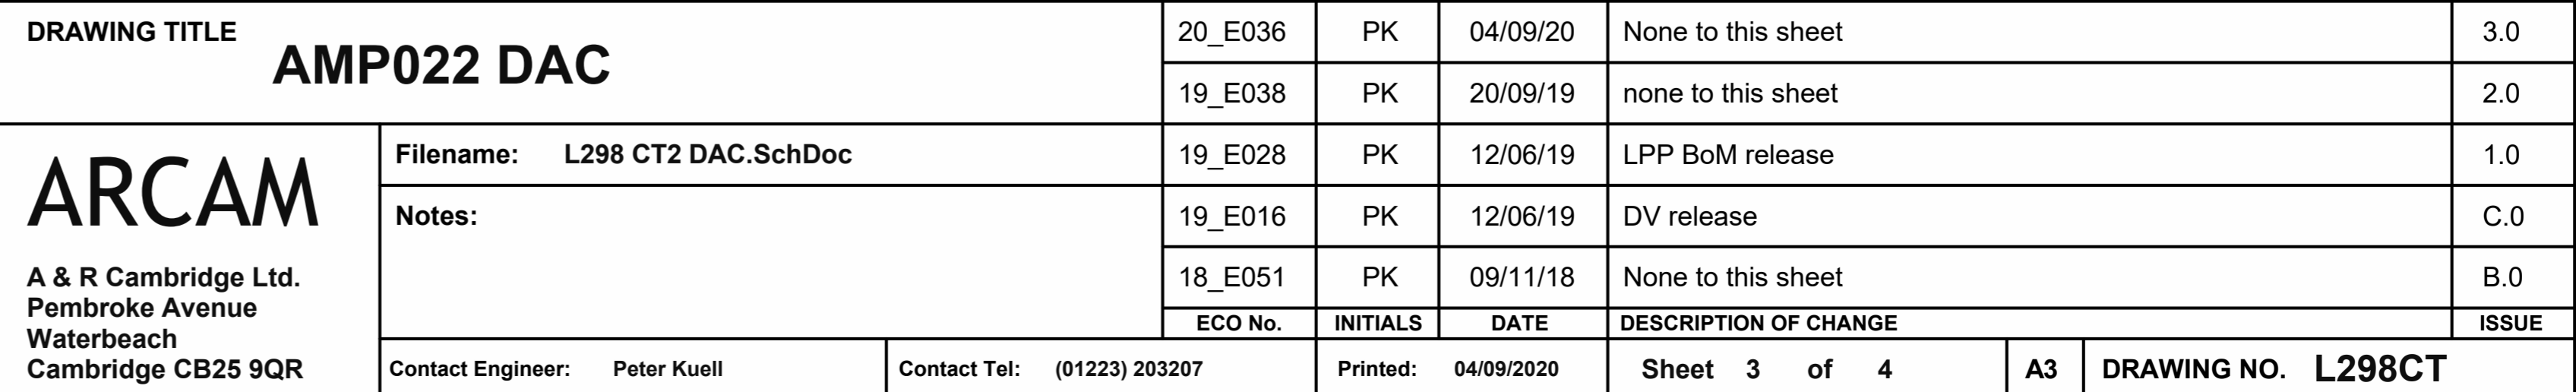 DRAWING TITLE
AMP022 DAC
20_E036 PK 04/09/20 None to this sheet 3.0
19_E038 PK 20/09/19 none to this sheet 2.0
ARCAM
Filename: L298 CT2 DAC.SchDoc
19_E028 PK 12/06/19 LPP BoM release 1.0
Notes:
19_E016 PK 12/06/19 DV release C.0
A & R Cambridge Ltd.
Pembroke Avenue
Waterbeach
Cambridge CB25 9QR
18_E051 PK 09/11/18 None to this sheet B.0
ECO No. INITIALS DATE DESCRIPTION OF CHANGE ISSUE
Contact Engineer: Peter Kuell Contact Tel: (01223) 203207 Printed: 04/09/2020 Sheet 3 of 4 A3 DRAWING NO. L298CT